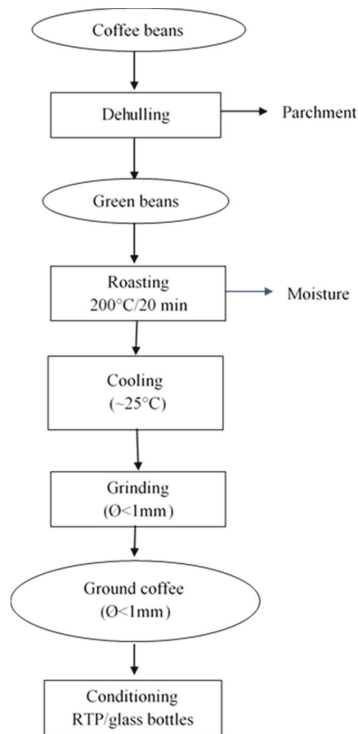 Coffee beans
Dehulling
Parchment
Green beans
Roasting
200°C/20 min
Moisture
Cooling
(~25°C)
Grinding
(Ø<1mm)
Ground coffee
(Ø<1mm)
Conditioning
RTP/glass bottles